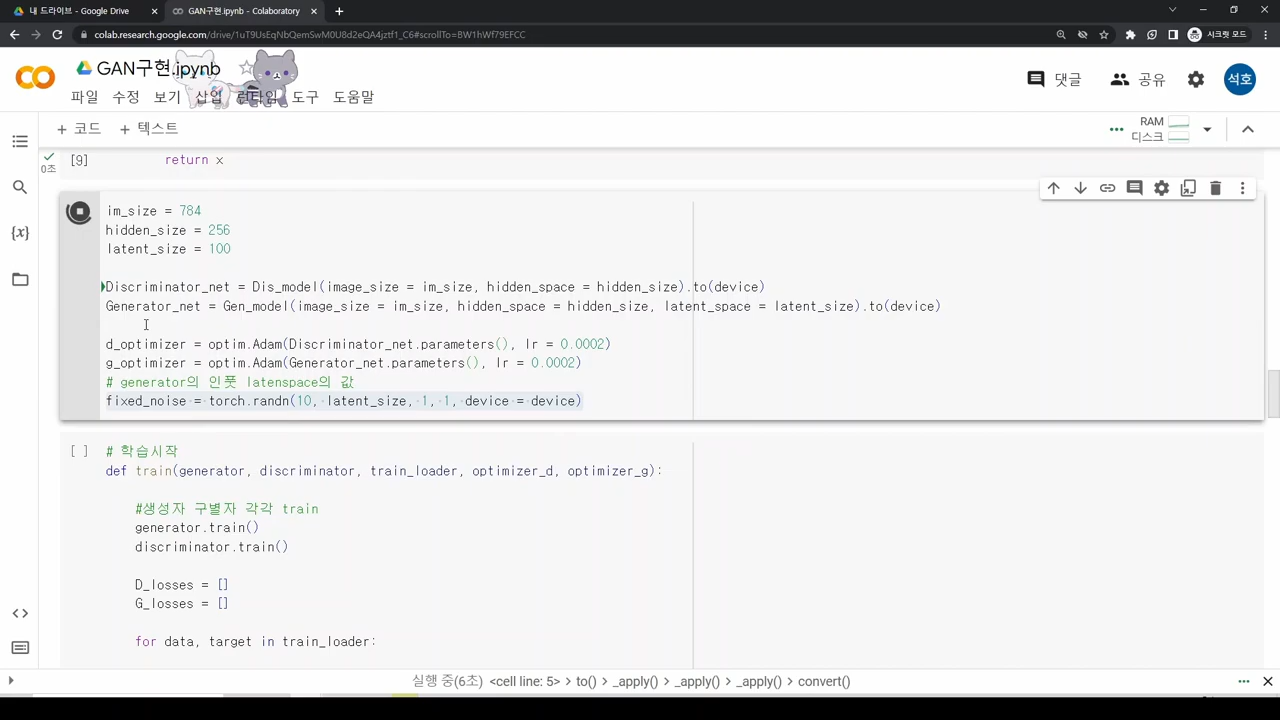 내 드라이브 - Google Drive
GAN구현.ipynb - Colaboratory
colab.research.google.com/drive/1uT9UsEqNbQemSwM0U8d2eQA4jztf1_C6#scrollTo=BW1hWf79EFCC
시크릿 모드
GAN구현.ipynb
댓글
공유
석호
파일 수정 보기 삽입 런타임 도구 도움말
+ 코드 + 텍스트
RAM
디스크
0초
[9] return x
im_size = 784
hidden_size = 256
latent_size = 100
Discriminator_net = Dis_model(image_size = im_size, hidden_space = hidden_size).to(device)
Generator_net = Gen_model(image_size = im_size, hidden_space = hidden_size, latent_space = latent_size).to(device)
d_optimizer = optim.Adam(Discriminator_net.parameters(), lr = 0.0002)
g_optimizer = optim.Adam(Generator_net.parameters(), lr = 0.0002)
# generator의 인풋 latenspace의 값
fixed_noise = torch.randn(10, latent_size, 1, 1, device = device)
[ ] # 학습시작
def train(generator, discriminator, train_loader, optimizer_d, optimizer_g):
#생성자 구별자 각각 train
generator.train()
discriminator.train()
D_losses = []
G_losses = []
for data, target in train_loader:
실행 중(6초) <cell line: 5> > to() > _apply() > _apply() > _apply() > convert()